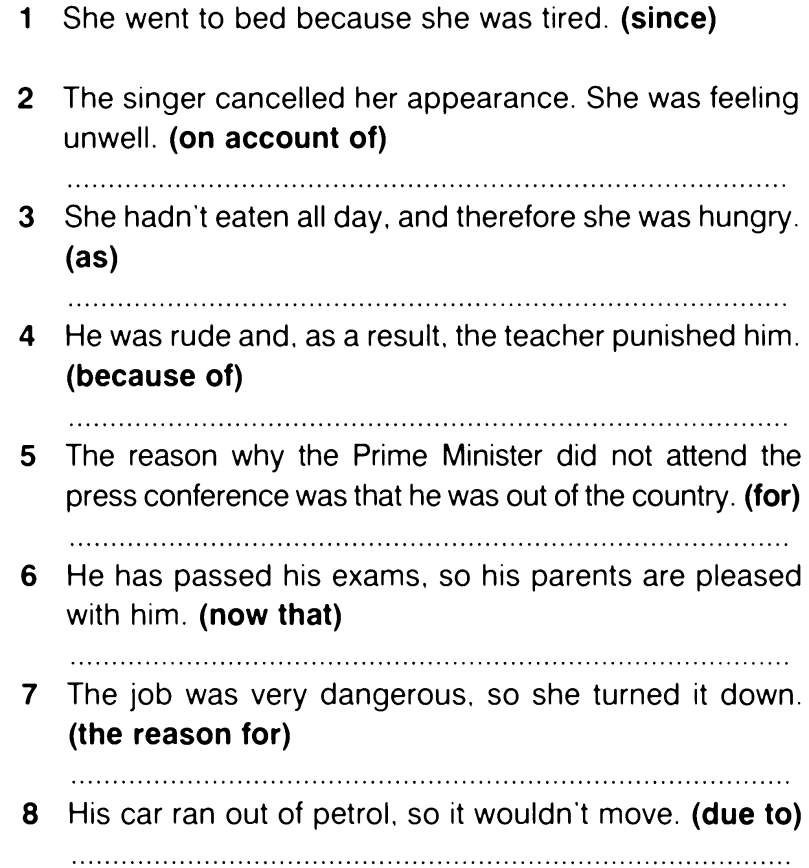 1 She went to bed because she was tired. (since)
2 The singer cancelled her appearance. She was feeling
unwell. (on account of)
................................................................................
3 She hadn't eaten all day, and therefore she was hungry.
(as)
................................................................................
4 He was rude and, as a result, the teacher punished him.
(because of)
................................................................................
5 The reason why the Prime Minister did not attend the
press conference was that he was out of the country. (for)
................................................................................
6 He has passed his exams, so his parents are pleased
with him. (now that)
................................................................................
7 The job was very dangerous, so she turned it down.
(the reason for)
................................................................................
8 His car ran out of petrol, so it wouldn't move. (due to)
................................................................................